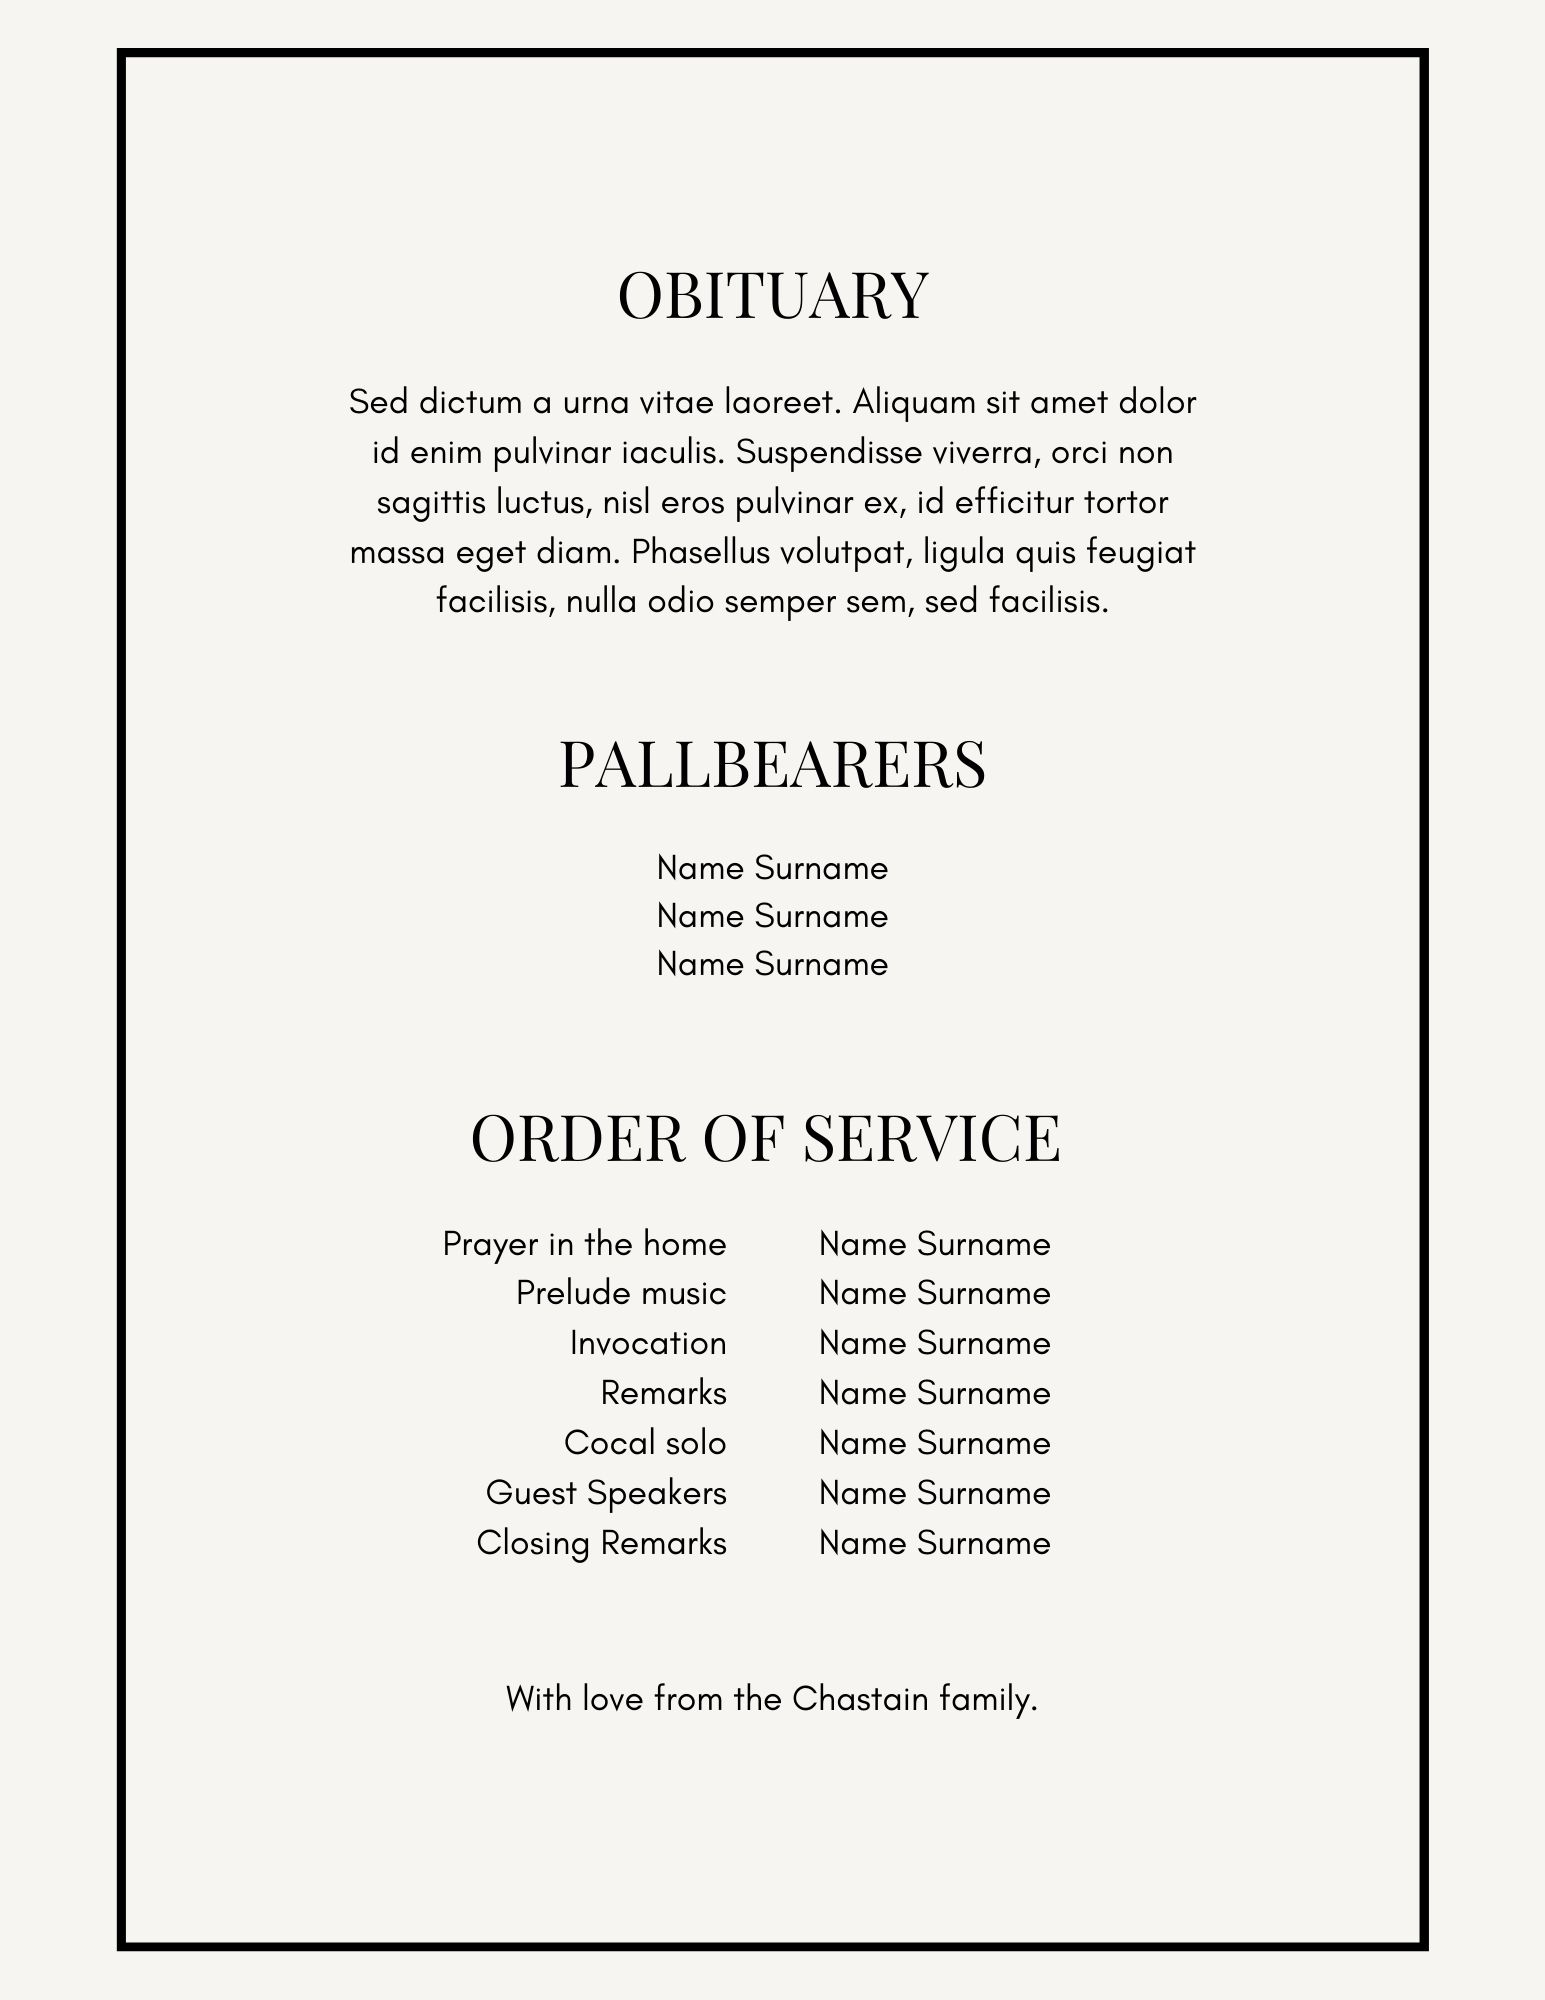 OBITUARY
Sed dictum a urna vitae laoreet. Aliquam sit amet dolor
id enim pulvinar iaculis. Suspendisse viverra, orci non
sagittis luctus, nisl eros pulvinar ex, id efficitur tortor
massa eget diam. Phasellus volutpat, ligula quis feugiat
facilisis, nulla odio semper sem, sed facilisis.
PALLBEARERS
Name Surname
Name Surname
Name Surname
ORDER OF SERVICE
Prayer in the home Name Surname
Prelude music Name Surname
Invocation Name Surname
Remarks Name Surname
Cocal solo Name Surname
Guest Speakers Name Surname
Closing Remarks Name Surname
With love from the Chastain family.